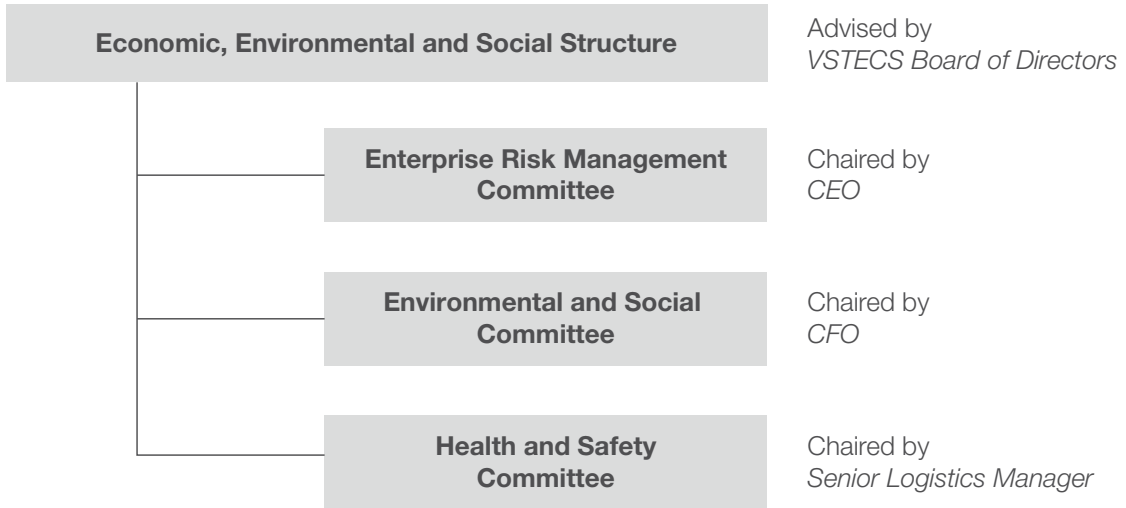 Economic, Environmental and Social Structure
Advised by
VSTECS Board of Directors
Enterprise Risk Management
Committee
Chaired by
CEO
Environmental and Social
Committee
Chaired by
CFO
Health and Safety
Committee
Chaired by
Senior Logistics Manager